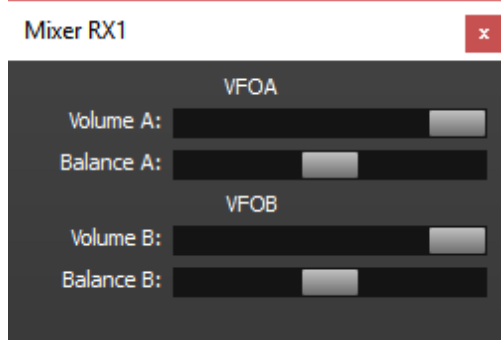 Mixer RX1
x
VFOA
Volume A:
Balance A:
VFOB
Volume B:
Balance B: